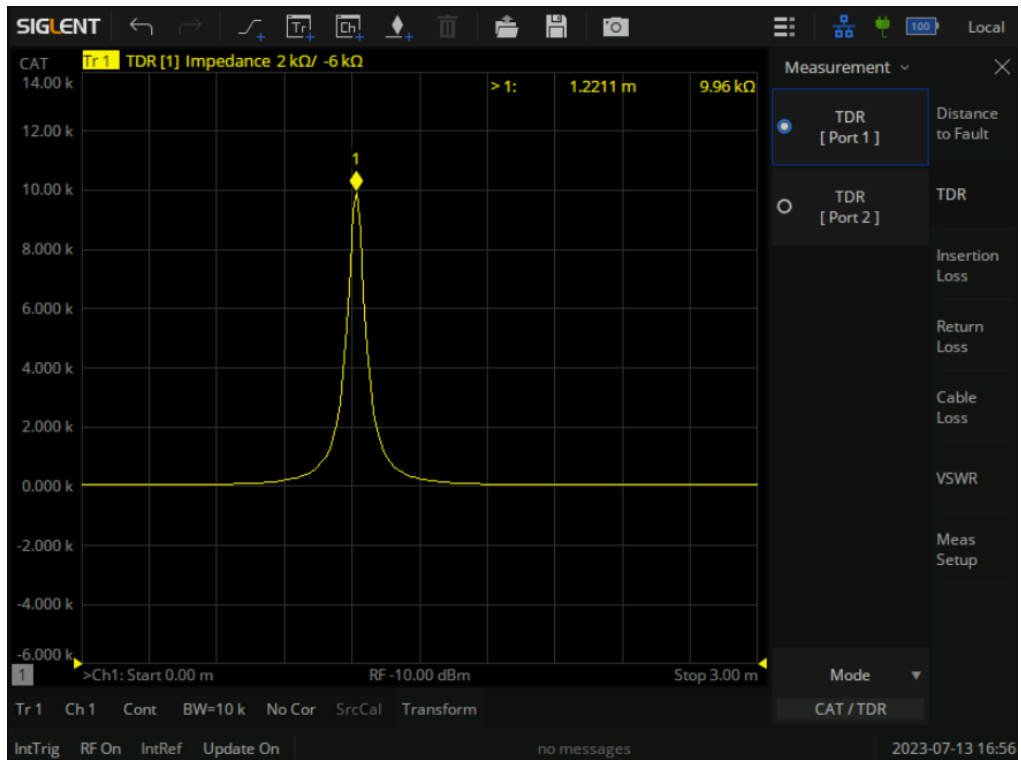 SIGLENT Tr Ch 100 Local
CAT Tr 1 TDR [1] Impedance 2 kΩ/ -6 kΩ
> 1: 1.2211 m 9.96 kΩ
1
14.00 k
12.00 k
10.00 k
8.000 k
6.000 k
4.000 k
2.000 k
0.000 k
-2.000 k
-4.000 k
-6.000 k
1 >Ch1: Start 0.00 m RF -10.00 dBm Stop 3.00 m
Tr 1 Ch 1 Cont BW=10 k No Cor SrcCal Transform
Measurement
TDR
[ Port 1 ]
TDR
[ Port 2 ]
Mode
CAT / TDR
Distance
to Fault
TDR
Insertion
Loss
Return
Loss
Cable
Loss
VSWR
Meas
Setup
IntTrig RF On IntRef Update On no messages 2023-07-13 16:56